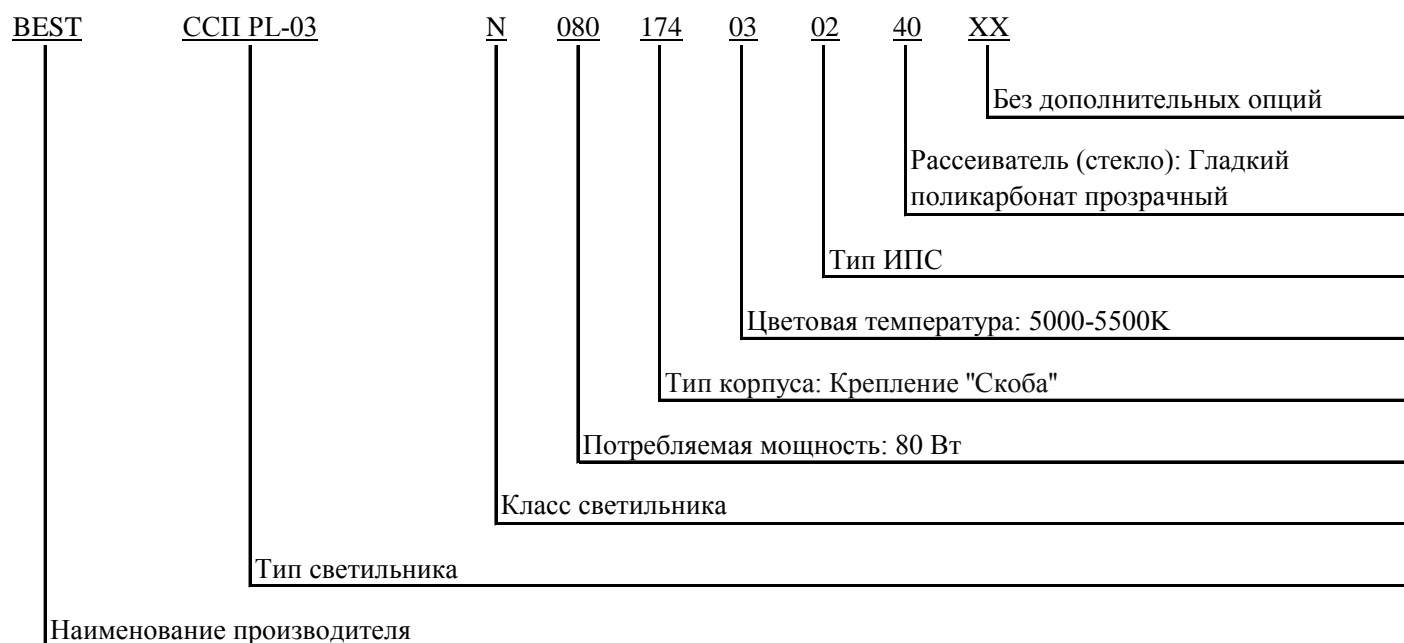 BEST ССП PL-03 N 080 174 03 02 40 XX
Без дополнительных опций
Рассеиватель (стекло): Гладкий
поликарбонат прозрачный
Тип ИПС
Цветовая температура: 5000-5500K
Тип корпуса: Крепление "Скоба"
Потребляемая мощность: 80 Вт
Класс светильника
Тип светильника
Наименование производителя